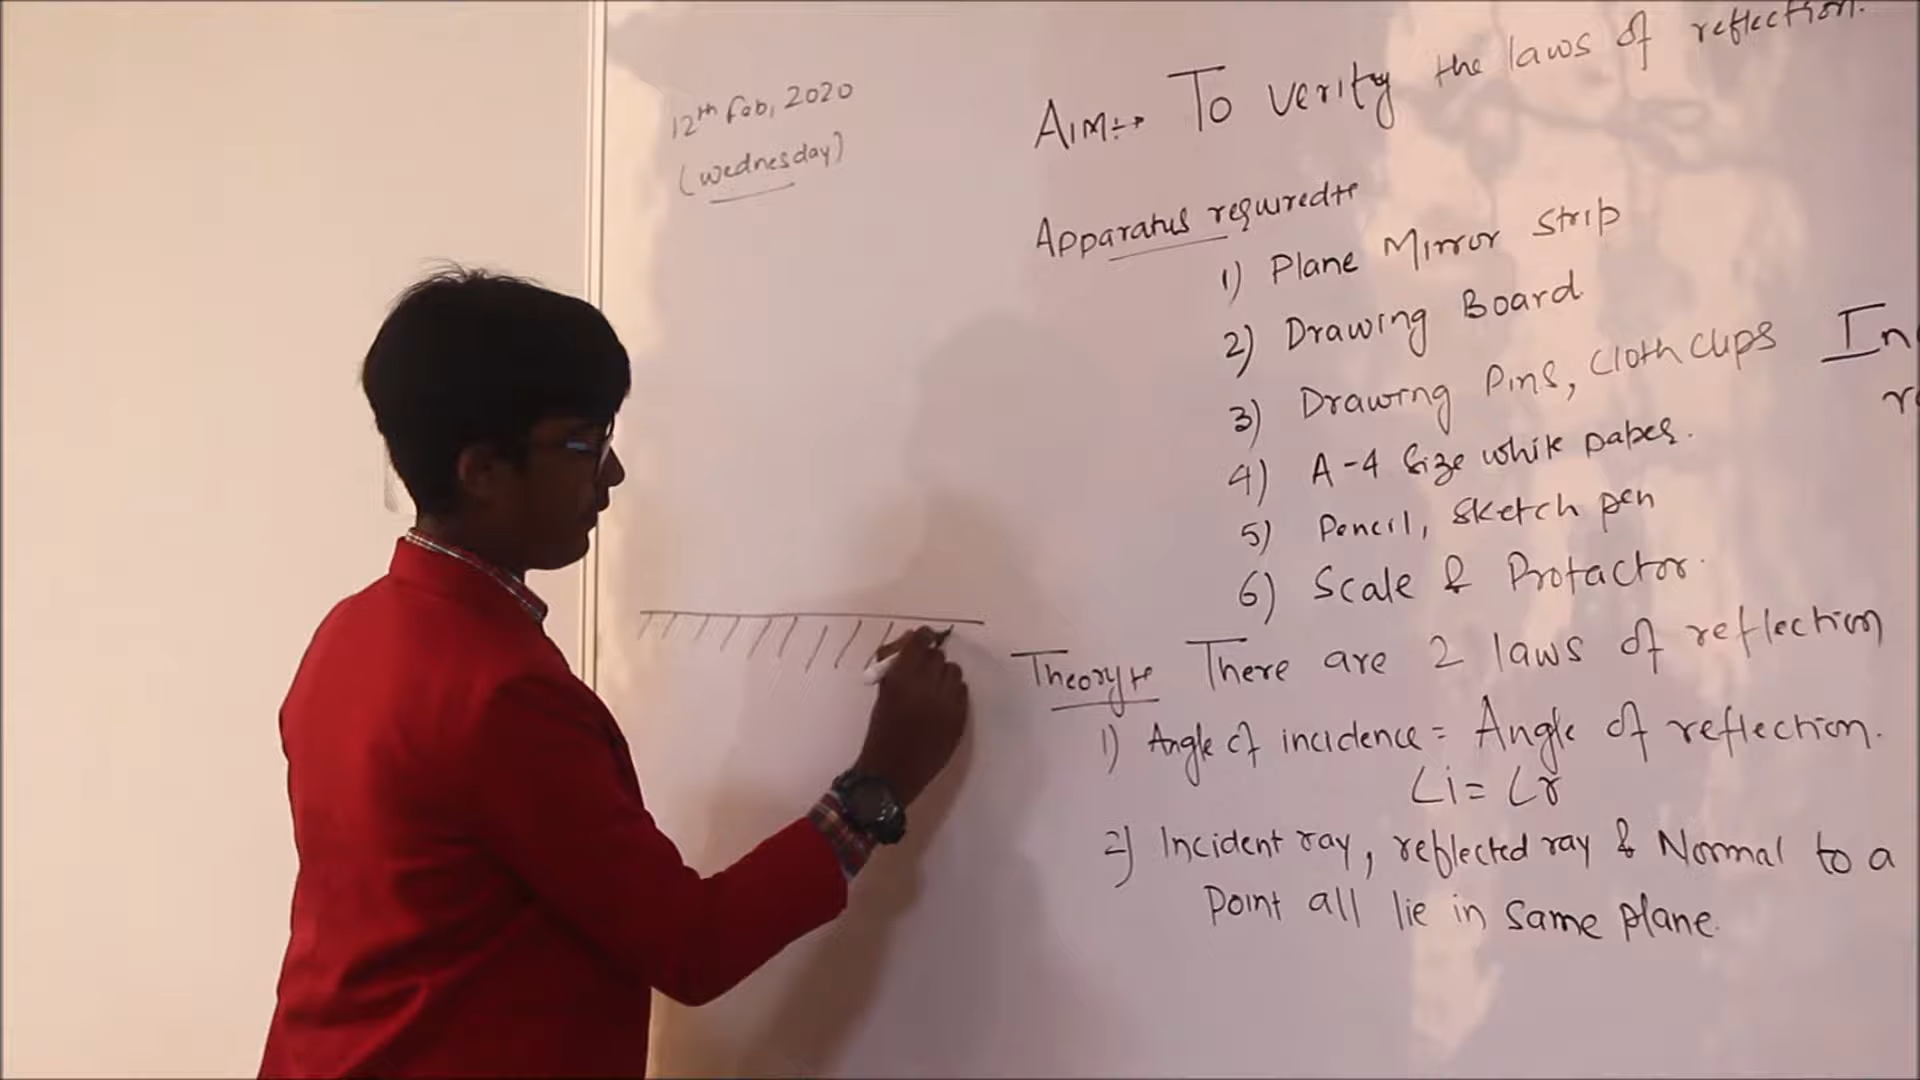 12th Feb, 2020
(Wednesday)
AIM:→ To verify the laws of reflection.
Apparatus required:→
1) Plane Mirror Strip
2) Drawing Board
3) Drawing Pins, Cloth Clips
4) A-4 Size white paper.
5) Pencil, Sketch pen
6) Scale & Protactor.
In
Theory:→ There are 2 laws of reflection
1) Angle of incidence = Angle of reflection.
∠i = ∠r
2) Incident ray, reflected ray & Normal to a
Point all lie in same plane.